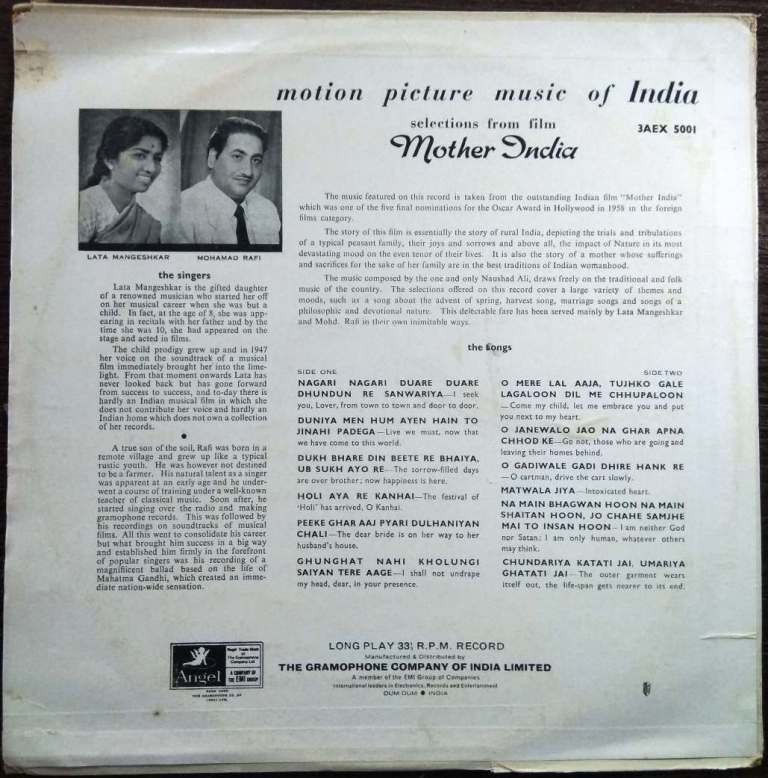 motion picture music of India
selections from film
3AEX 5001
Mother India
LATA MANGESHKAR
MOHAMAD RAFI
The music featured on this record is taken from the outstanding Indian film "Mother India"
which was one of the five final nominations for the Oscar Award in Hollywood in 1958 in the foreign
films category.
The story of this film is essentially the story of rural India, depicting the trials and tribulations
of a typical peasant family, their joys and sorrows and above all, the impact of Nature in its most
devastating mood on the even tenor of their lives. It is also the story of a mother whose sufferings
and sacrifices for the sake of her family are in the best traditions of Indian womanhood.
The music composed by the one and only Naushad Ali, draws freely on the traditional and folk
music of the country. The selections offered on this record cover a large variety of themes and
moods, such as a song about the advent of spring, harvest song, marriage songs and songs of a
philosophic and devotional nature. This delectable fare has been served mainly by Lata Mangeshkar
and Mohd. Rafi in their own inimitable ways.
the singers
Lata Mangeshkar is the gifted daughter
of a renowned musician who started her off
on her musical career when she was but a
child. In fact, at the age of 8, she was app-
earing in recitals with her father and by the
time she was 10, she had appeared on the
stage and acted in films.
The child prodigy grew up and in 1947
her voice on the soundtrack of a musical
film immediately brought her into the lime-
light. From that moment onwards Lata has
never looked back but has gone forward
from success to success, and to-day there is
hardly an Indian musical film in which she
does not contribute her voice and hardly an
Indian home which does not own a collection
of her records.
A true son of the soil, Rafi was born in a
remote village and grew up like a typical
rustic youth. He was however not destined
to be a farmer. His natural talent as a singer
was apparent at an early age and he under-
went a course of training under a well-known
teacher of classical music. Soon after, he
started singing over the radio and making
gramophone records. This was followed by
his recordings on soundtracks of musical
films. All this went to consolidate his career
but what brought him success in a big way
and established him firmly in the forefront
of popular singers was his recording of a
magnificent ballad based on the life of
Mahatma Gandhi, which created an imme-
diate nation-wide sensation.
the songs
SIDE ONE
NAGARI NAGARI DUARE DUARE
DHUNDUN RE SANWARIYA—I seek
you, Lover, from town to town and door to door.
DUNIYA MEN HUM AYEN HAIN TO
JINAHI PADEGA—Live we must, now that
we have come to this world.
DUKH BHARE DIN BEETE RE BHAIYA,
UB SUKH AYO RE—The sorrow-filled days
are over brother; now happiness is here.
HOLI AYA RE KANHAI—The festival of
'Holi' has arrived, O Kanhai.
PEEKE GHAR AAJ PYARI DULHANIYAN
CHALI—The dear bride is on her way to her
husband's house.
GHUNGHAT NAHI KHOLUNGI
SAIYAN TERE AAGE—I shall not undrape
my head, dear, in your presence.
SIDE TWO
O MERE LAL AAJA, TUJHKO GALE
LAGALOON DIL ME CHHUPALOON
—Come my child, let me embrace you and put
you next to my heart.
O JANEWALO JAO NA GHAR APNA
CHHOD KE—Go not, those who are going and
leaving their homes behind.
O GADIWALE GADI DHIRE HANK RE
—O cartman, drive the cart slowly.
MATWALA JIYA—Intoxicated heart.
NA MAIN BHAGWAN HOON NA MAIN
SHAITAN HOON, JO CHAHE SAMJHE
MAI TO INSAN HOON—I am neither God
nor Satan; I am only human, whatever others
may think.
CHUNDARIYA KATATI JAI, UMARIYA
GHATATI JAI—The outer garment wears
itself out, the life-span gets nearer to its end.
LONG PLAY 33⅓ R.P.M. RECORD
Manufactured & Distributed by
THE GRAMOPHONE COMPANY OF INDIA LIMITED
A member of the EMI Group of Companies
International leaders in Electronics, Records and Entertainment
DUM DUM ● INDIA
Angel
Regd Trade Mark of
The Gramophone
Company Ltd
A COMPANY OF
THE EMI GROUP